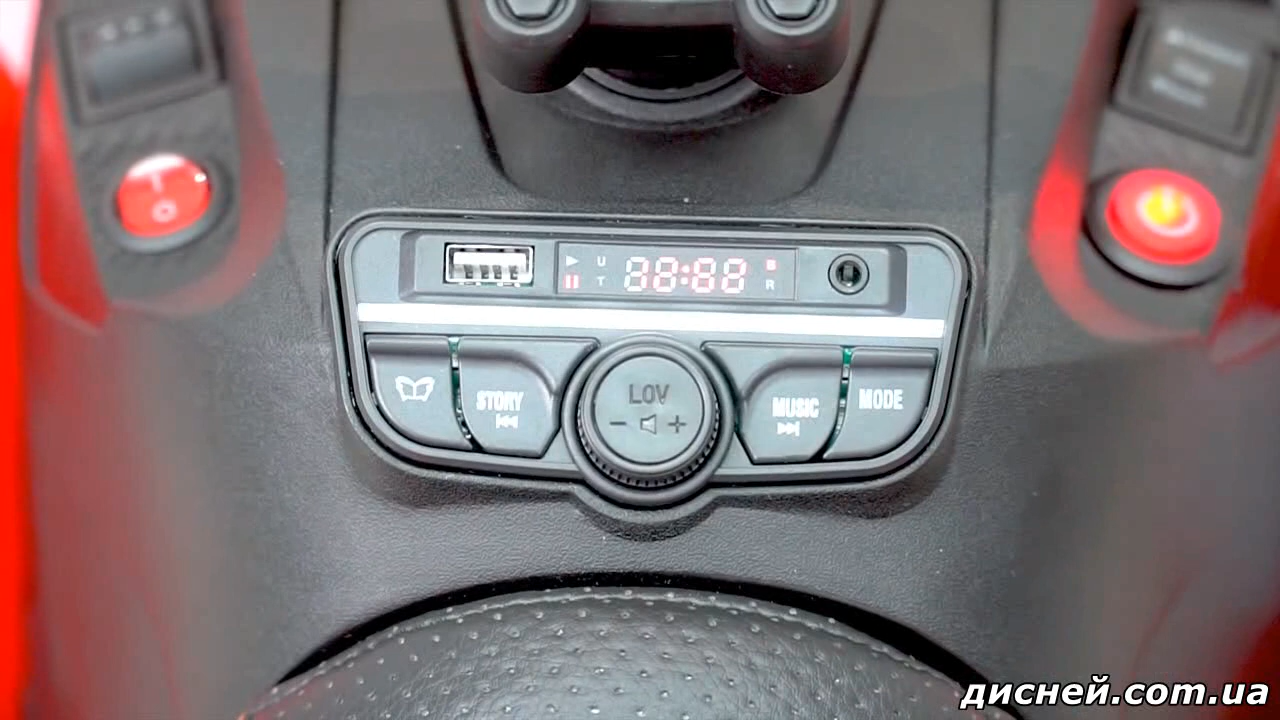 U
88:88 B
T R
STORY
LOV
MUSIC
MODE
- +
дисней.com.ua